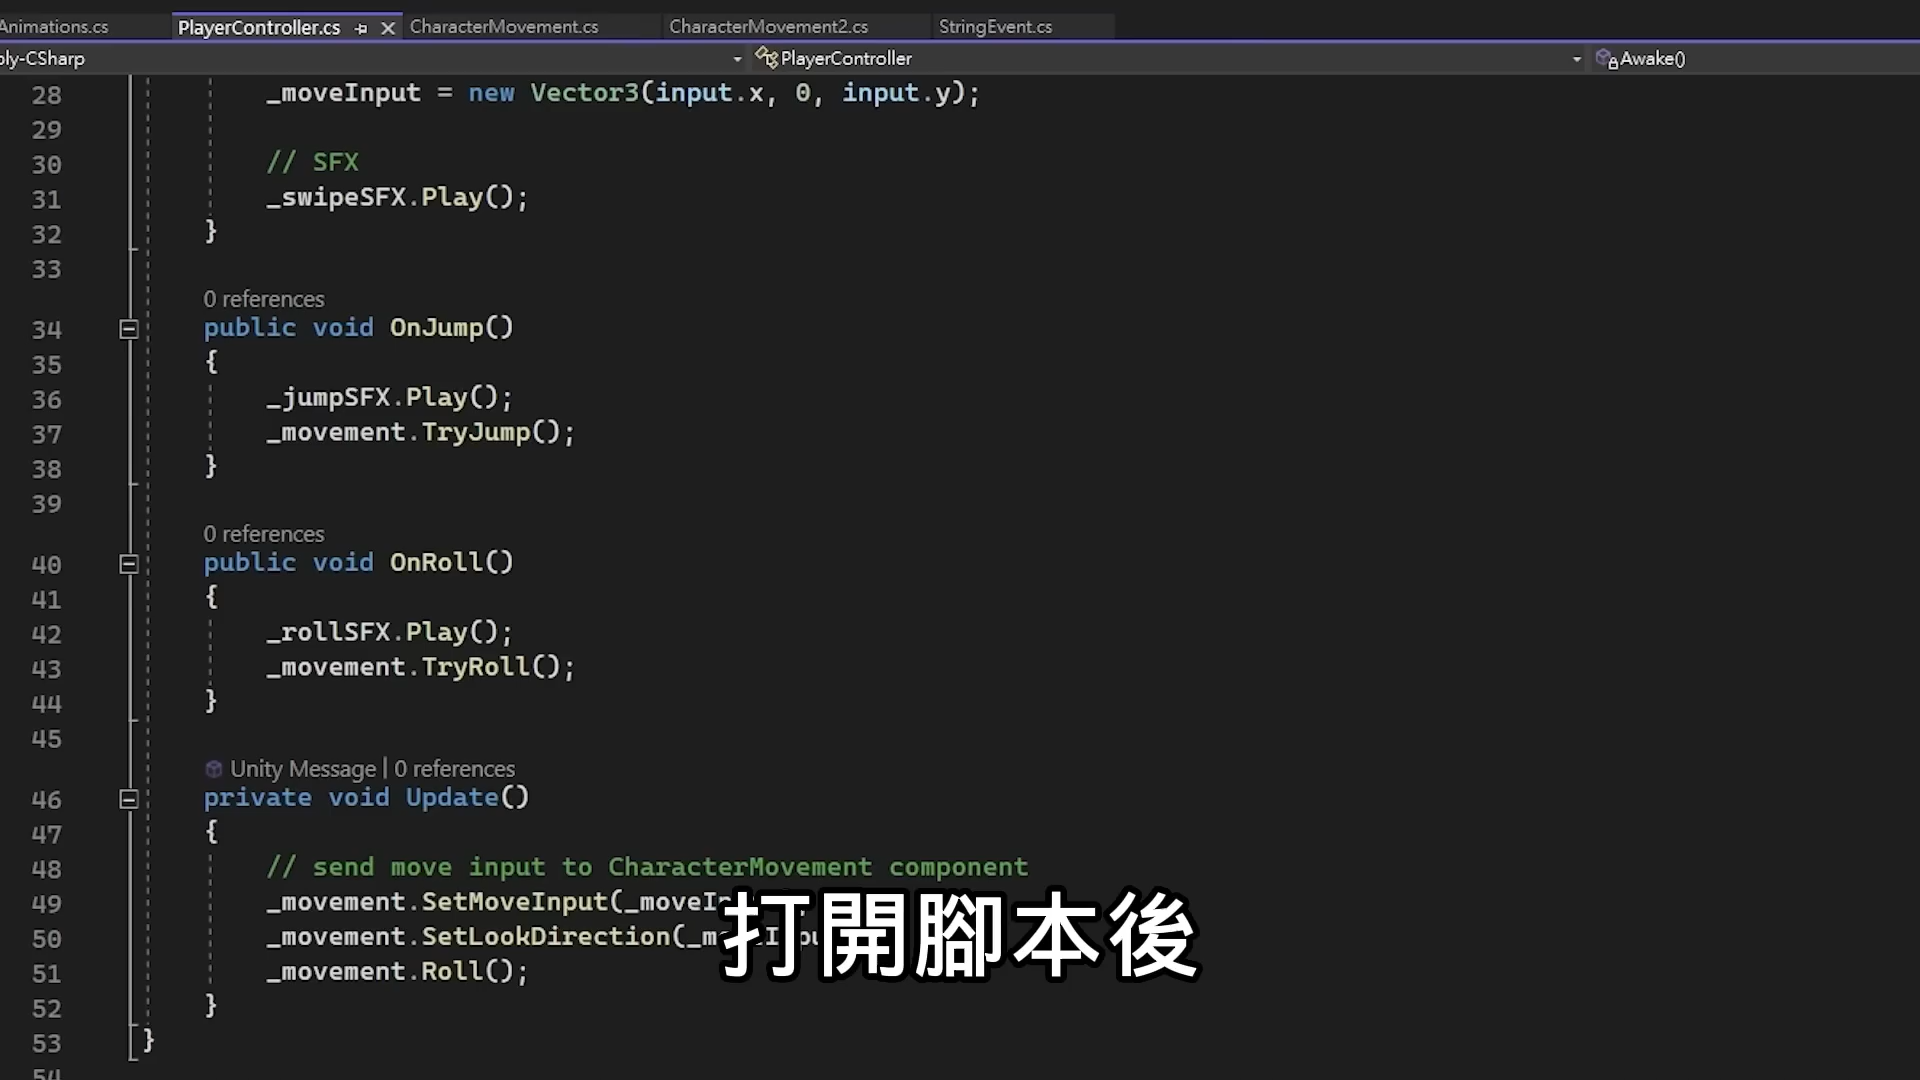 Animations.cs PlayerController.cs CharacterMovement.cs CharacterMovement2.cs StringEvent.cs
bly-CSharp PlayerController Awake()
28 _moveInput = new Vector3(input.x, 0, input.y);
29
30 // SFX
31 _swipeSFX.Play();
32 }
33
0 references
34 public void OnJump()
35 {
36 _jumpSFX.Play();
37 _movement.TryJump();
38 }
39
0 references
40 public void OnRoll()
41 {
42 _rollSFX.Play();
43 _movement.TryRoll();
44 }
45
Unity Message | 0 references
46 private void Update()
47 {
48 // send move input to CharacterMovement component
49 _movement.SetMoveInput(_moveIn
50 _movement.SetLookDirection(_m
打開腳本後
51 _movement.Roll();
52 }
53 }
54